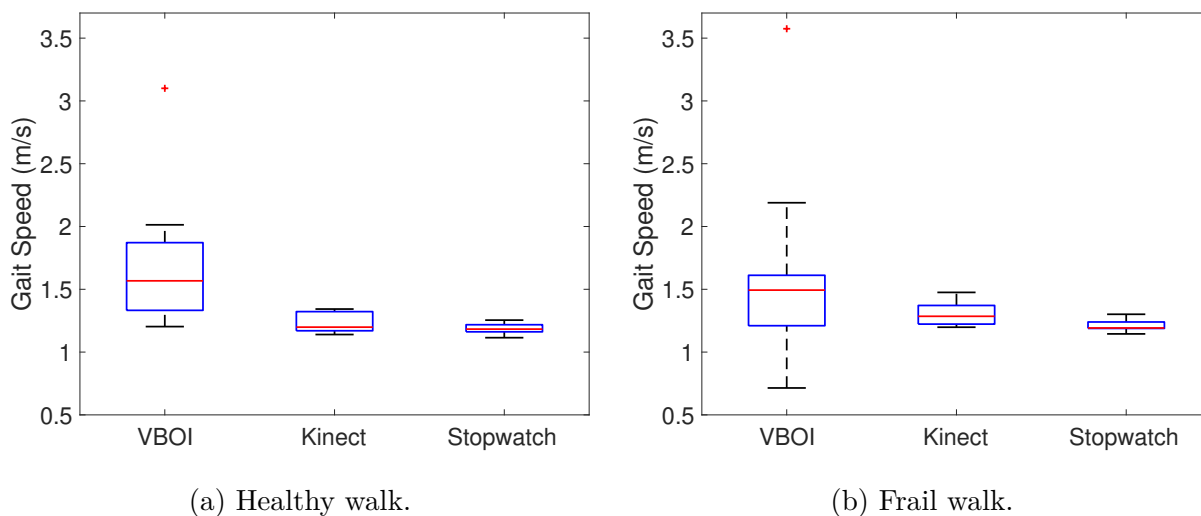 3.5
3
2.5
2
1.5
1
0.5
Gait Speed (m/s)
VBOI Kinect Stopwatch
(a) Healthy walk.
3.5
3
2.5
2
1.5
1
0.5
Gait Speed (m/s)
VBOI Kinect Stopwatch
(b) Frail walk.